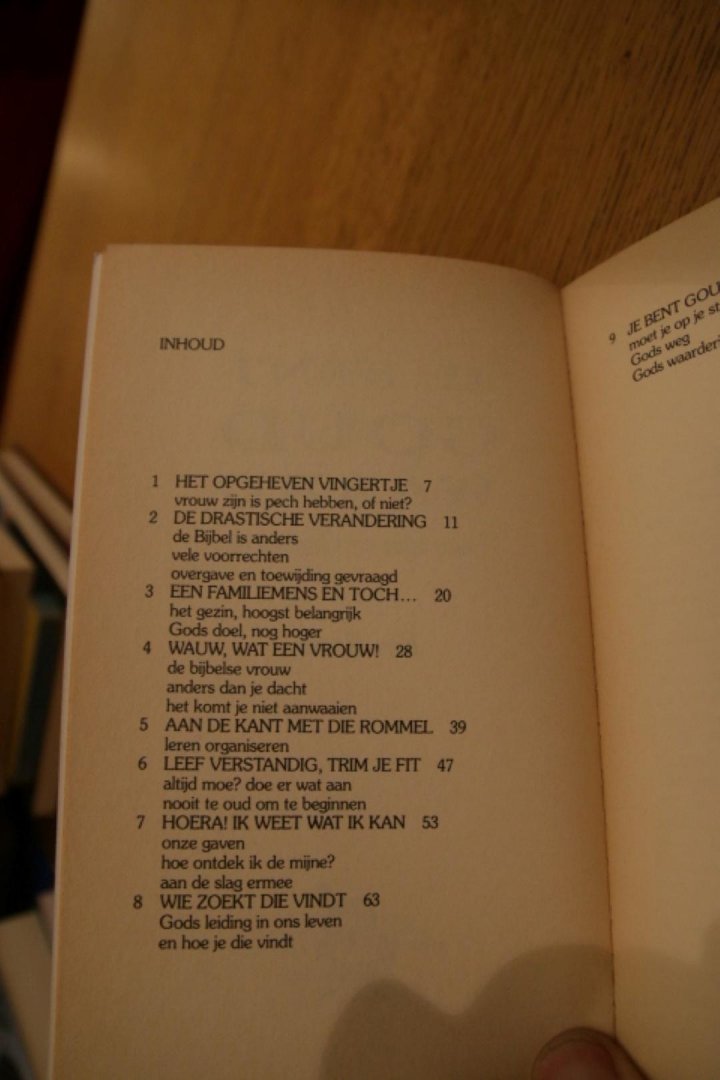 INHOUD
1 HET OPGEHEVEN VINGERTJE 7
vrouw zijn is pech hebben, of niet?
2 DE DRASTISCHE VERANDERING 11
de Bijbel is anders
vele voorrechten
overgave en toewijding gevraagd
3 EEN FAMILIEMENS EN TOCH... 20
het gezin, hoogst belangrijk
Gods doel, nog hoger
4 WAUW, WAT EEN VROUW! 28
de bijbelse vrouw
anders dan je dacht
het komt je niet aanwaaien
5 AAN DE KANT MET DIE ROMMEL 39
leren organiseren
6 LEEF VERSTANDIG, TRIM JE FIT 47
altijd moe? doe er wat aan
nooit te oud om te beginnen
7 HOERA! IK WEET WAT IK KAN 53
onze gaven
hoe ontdek ik de mijne?
aan de slag ermee
8 WIE ZOEKT DIE VINDT 63
Gods leiding in ons leven
en hoe je die vindt
9 JE BENT
moet je op je
Gods weg
Gods